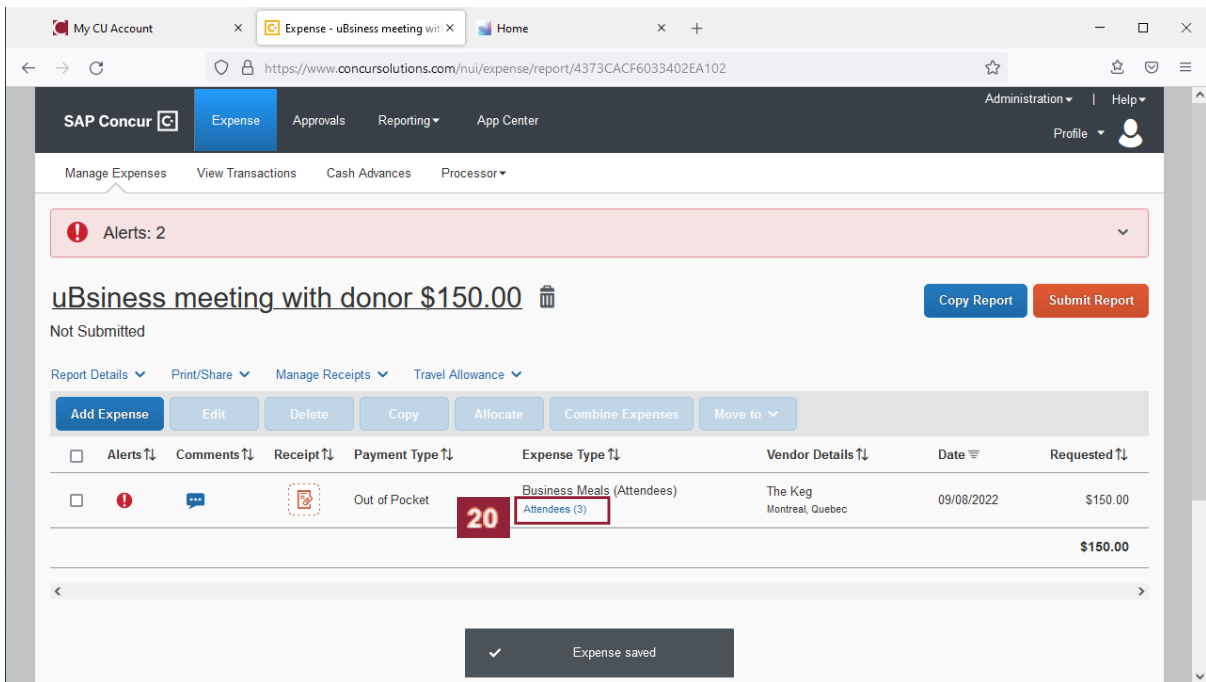 My CU Account
Expense - uBsiness meeting wit
Home
https://www.concursolutions.com/nui/expense/report/4373CACF6033402EA102
Administration | Help
SAP Concur C Expense Approvals Reporting App Center
Profile
Manage Expenses View Transactions Cash Advances Processor
Alerts: 2
uBsiness meeting with donor $150.00
Copy Report Submit Report
Not Submitted
Report Details Print/Share Manage Receipts Travel Allowance
Add Expense Edit Delete Copy Allocate Combine Expenses Move to
Alerts Comments Receipt Payment Type Expense Type Vendor Details Date Requested
Out of Pocket Business Meals (Attendees) The Keg 09/08/2022 $150.00
20 Attendees (3) Montreal, Quebec
$150.00
Expense saved